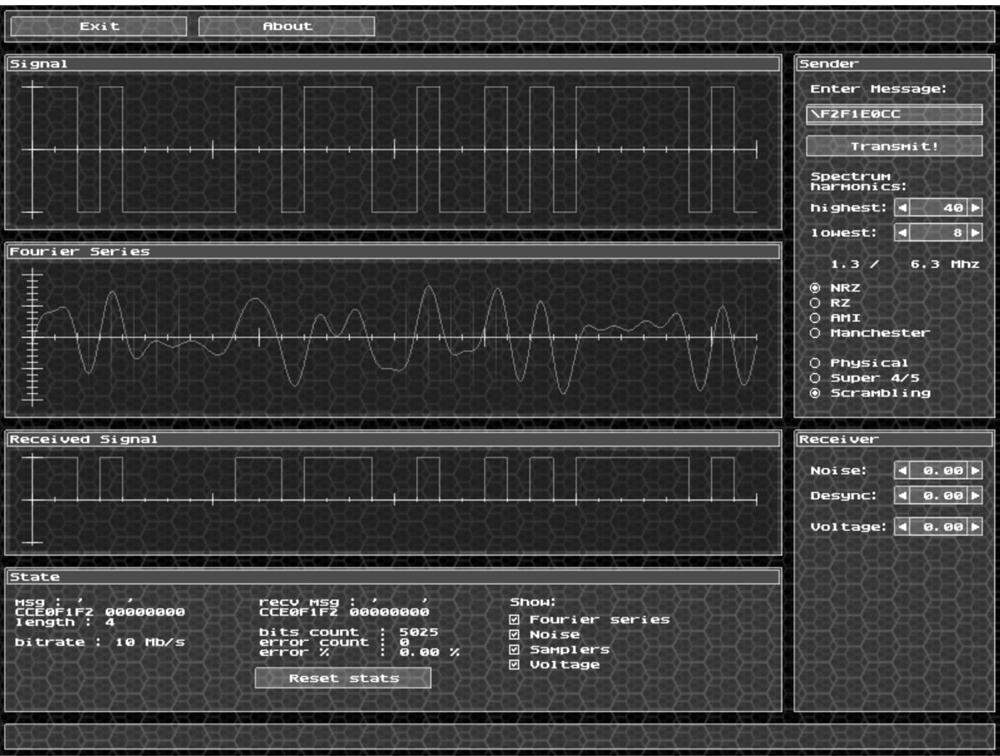 Exit About
Signal
Fourier Series
Received Signal
State
msg : ' '
CCE0F1F2 00000000
length : 4
bitrate : 10 Mb/s
recv msg : ' '
CCE0F1F2 00000000
bits count : 5025
error count : 0
error % : 0.00 %
Reset stats
Show:
Fourier series
Noise
Samplers
Voltage
Sender
Enter Message:
\F2F1E0CC
Transmit!
Spectrum
harmonics:
highest: 40
lowest: 8
1.3 / 6.3 Mhz
NRZ
RZ
AMI
Manchester
Physical
Super 4/5
Scrambling
Receiver
Noise: 0.00
Desync: 0.00
Voltage: 0.00